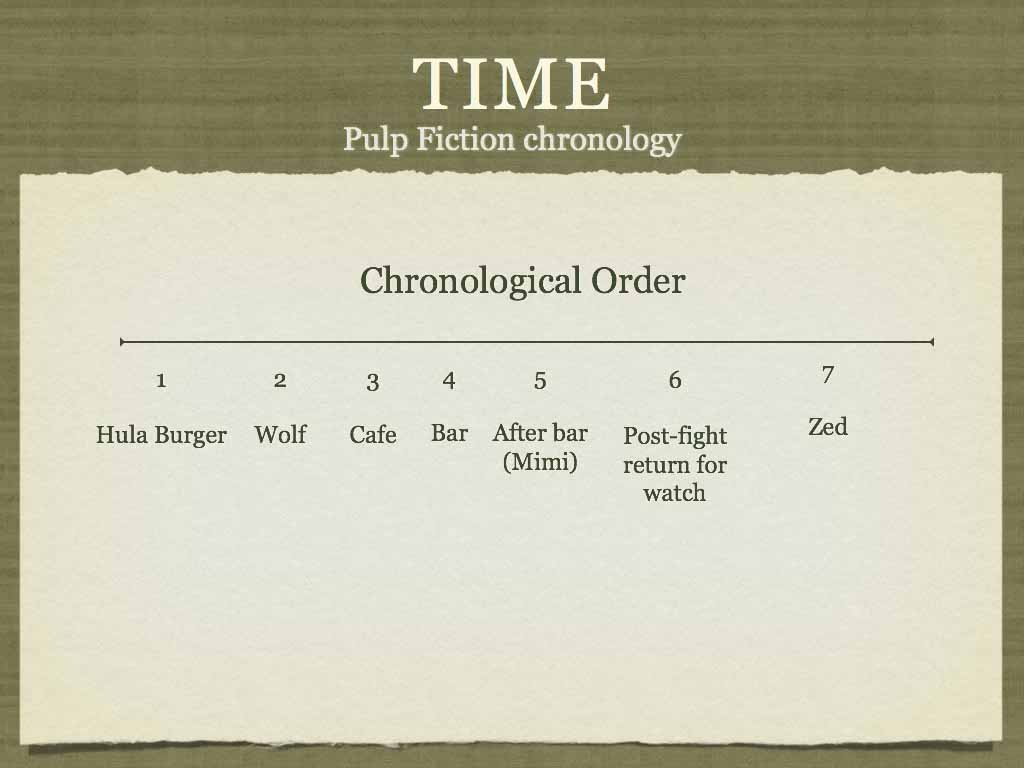 TIME
Pulp Fiction chronology
Chronological Order
1 2 3 4 5 6 7
Hula Burger Wolf Cafe Bar After bar Post-fight Zed
(Mimi) return for
watch